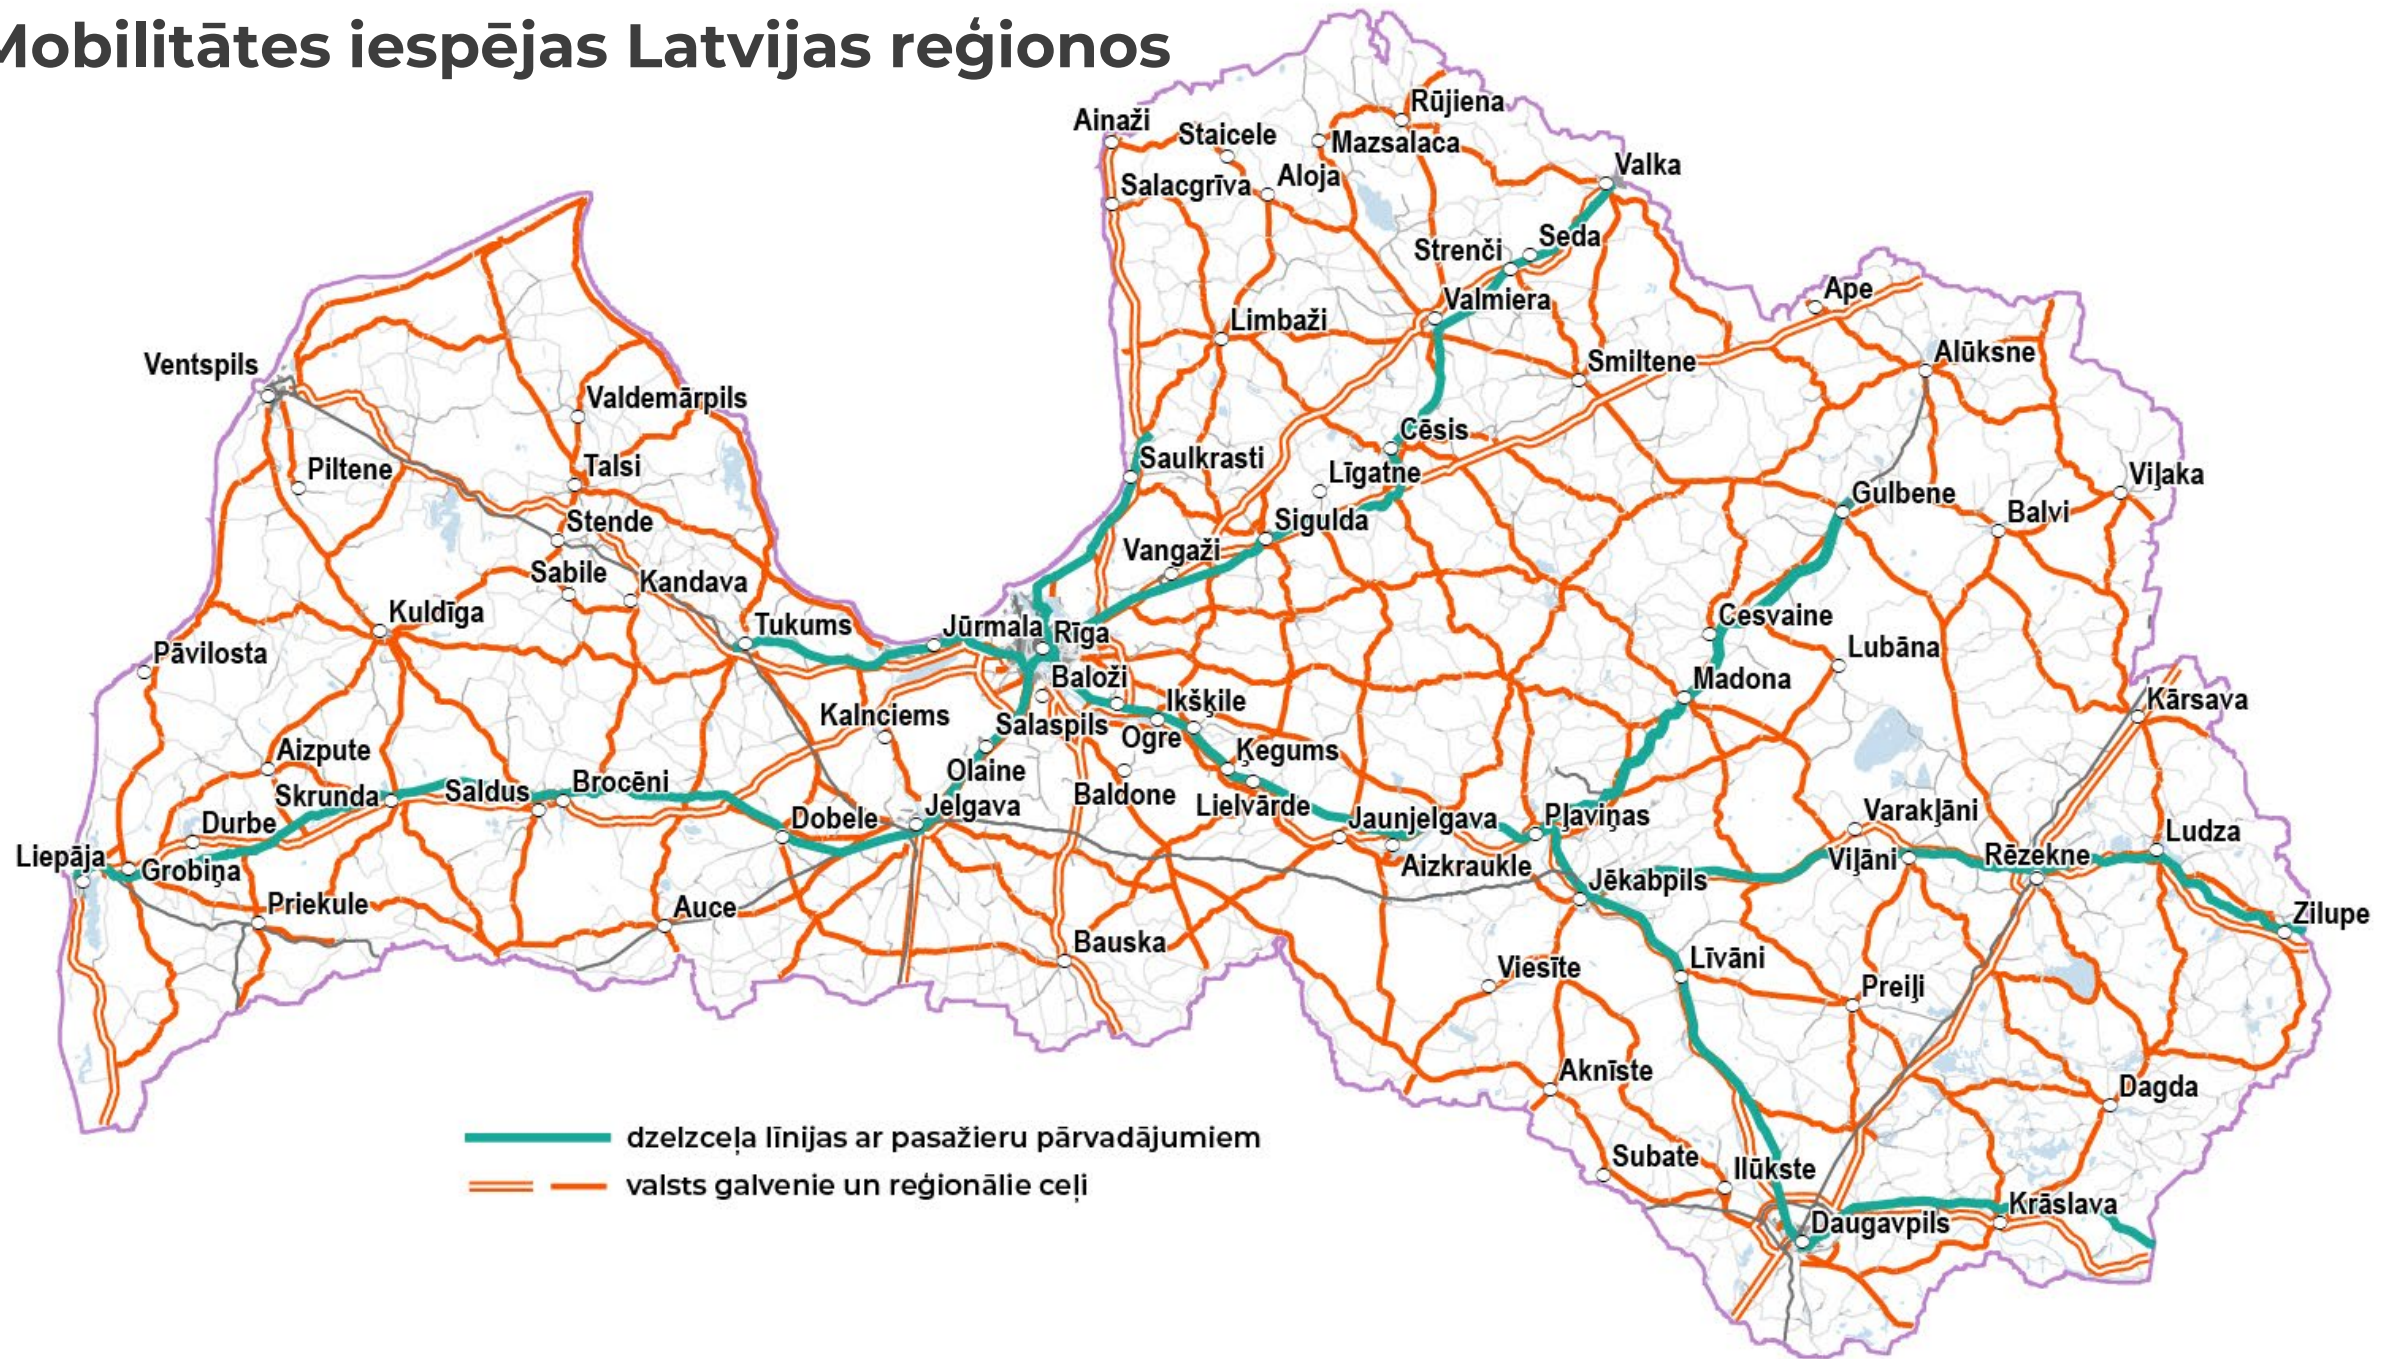 Mobilitātes iespējas Latvijas reģionos
Rūjiena
Ainaži
Staicele
Mazsalaca
Valka
Salacgrīva
Aloja
Strenči
Seda
Valmiera
Ape
Limbaži
Smiltene
Alūksne
Ventspils
Valdemārpils
Cēsis
Piltene
Talsi
Saulkrasti
Līgatne
Viļaka
Gulbene
Balvi
Stende
Sigulda
Vangaži
Sabile
Kandava
Kuldīga
Tukums
Jūrmala
Rīga
Cesvaine
Lubāna
Pāvilosta
Baloži
Madona
Ikšķile
Kārsava
Kalnciems
Salaspils
Ogre
Aizpute
Ķegums
Olaine
Skrunda
Saldus
Brocēni
Baldone
Lielvārde
Durbe
Dobele
Jelgava
Jaunjelgava
Pļaviņas
Varakļāni
Ludza
Liepāja
Grobiņa
Aizkraukle
Viļāni
Rēzekne
Jēkabpils
Priekule
Auce
Zilupe
Bauska
Viesīte
Līvāni
Preiļi
Aknīste
Dagda
Subate
Ilūkste
Krāslava
Daugavpils
dzelzceļa līnijas ar pasažieru pārvadājumiem
valsts galvenie un reģionālie ceļi